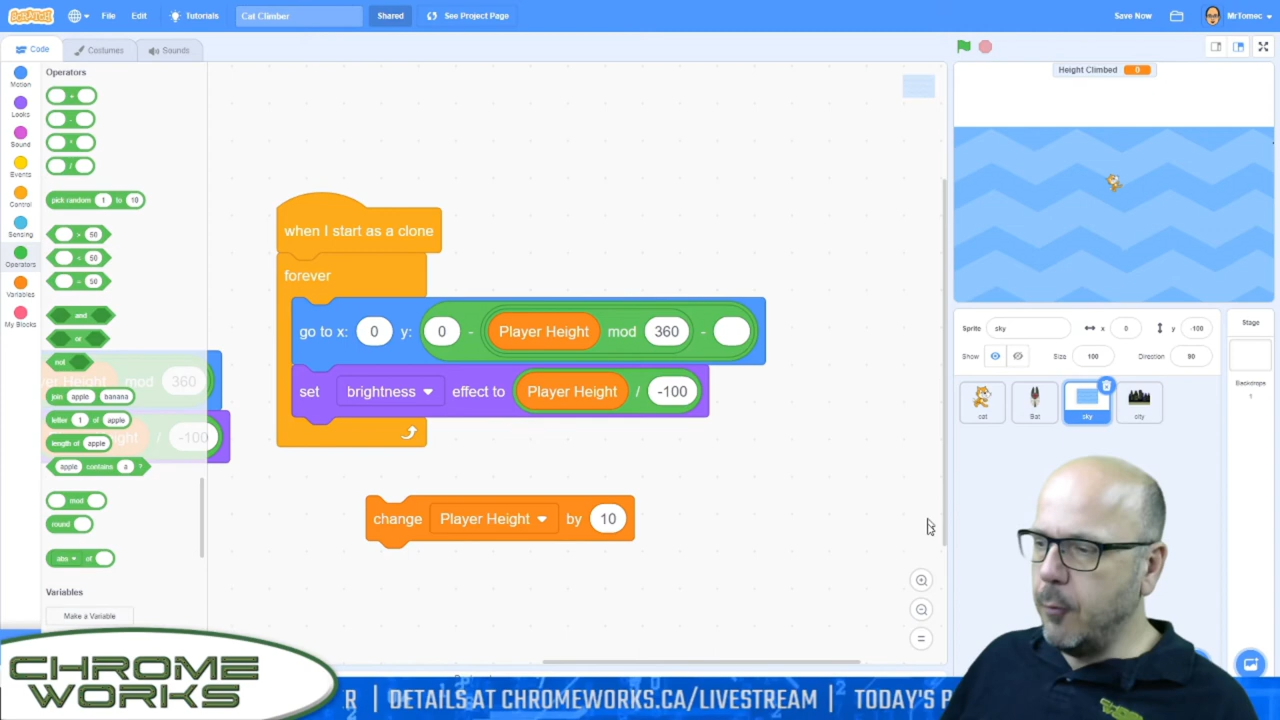 SCRATCH
File
Edit
Tutorials
Cat Climber
Shared
See Project Page
Save Now
MrTomec
Code
Costumes
Sounds
Motion
Looks
Sound
Events
Control
Sensing
Operators
Variables
My Blocks
Operators
+
-
*
/
pick random 1 to 10
> 50
< 50
= 50
and
or
not
join apple banana
letter 1 of apple
length of apple
apple contains a ?
mod
round
abs of
Variables
Make a Variable
mod 360
/ -100
when I start as a clone
forever
go to x: 0 y: 0 - Player Height mod 360 -
set brightness effect to Player Height / -100
change Player Height by 10
Height Climbed 0
Sprite sky x 0 y -100
Show Size 100 Direction 90
cat
Bat
sky
city
Stage
Backdrops
1
CHROME
WORKS
R | DETAILS AT CHROMEWORKS.CA/LIVESTREAM | TODAY'S P